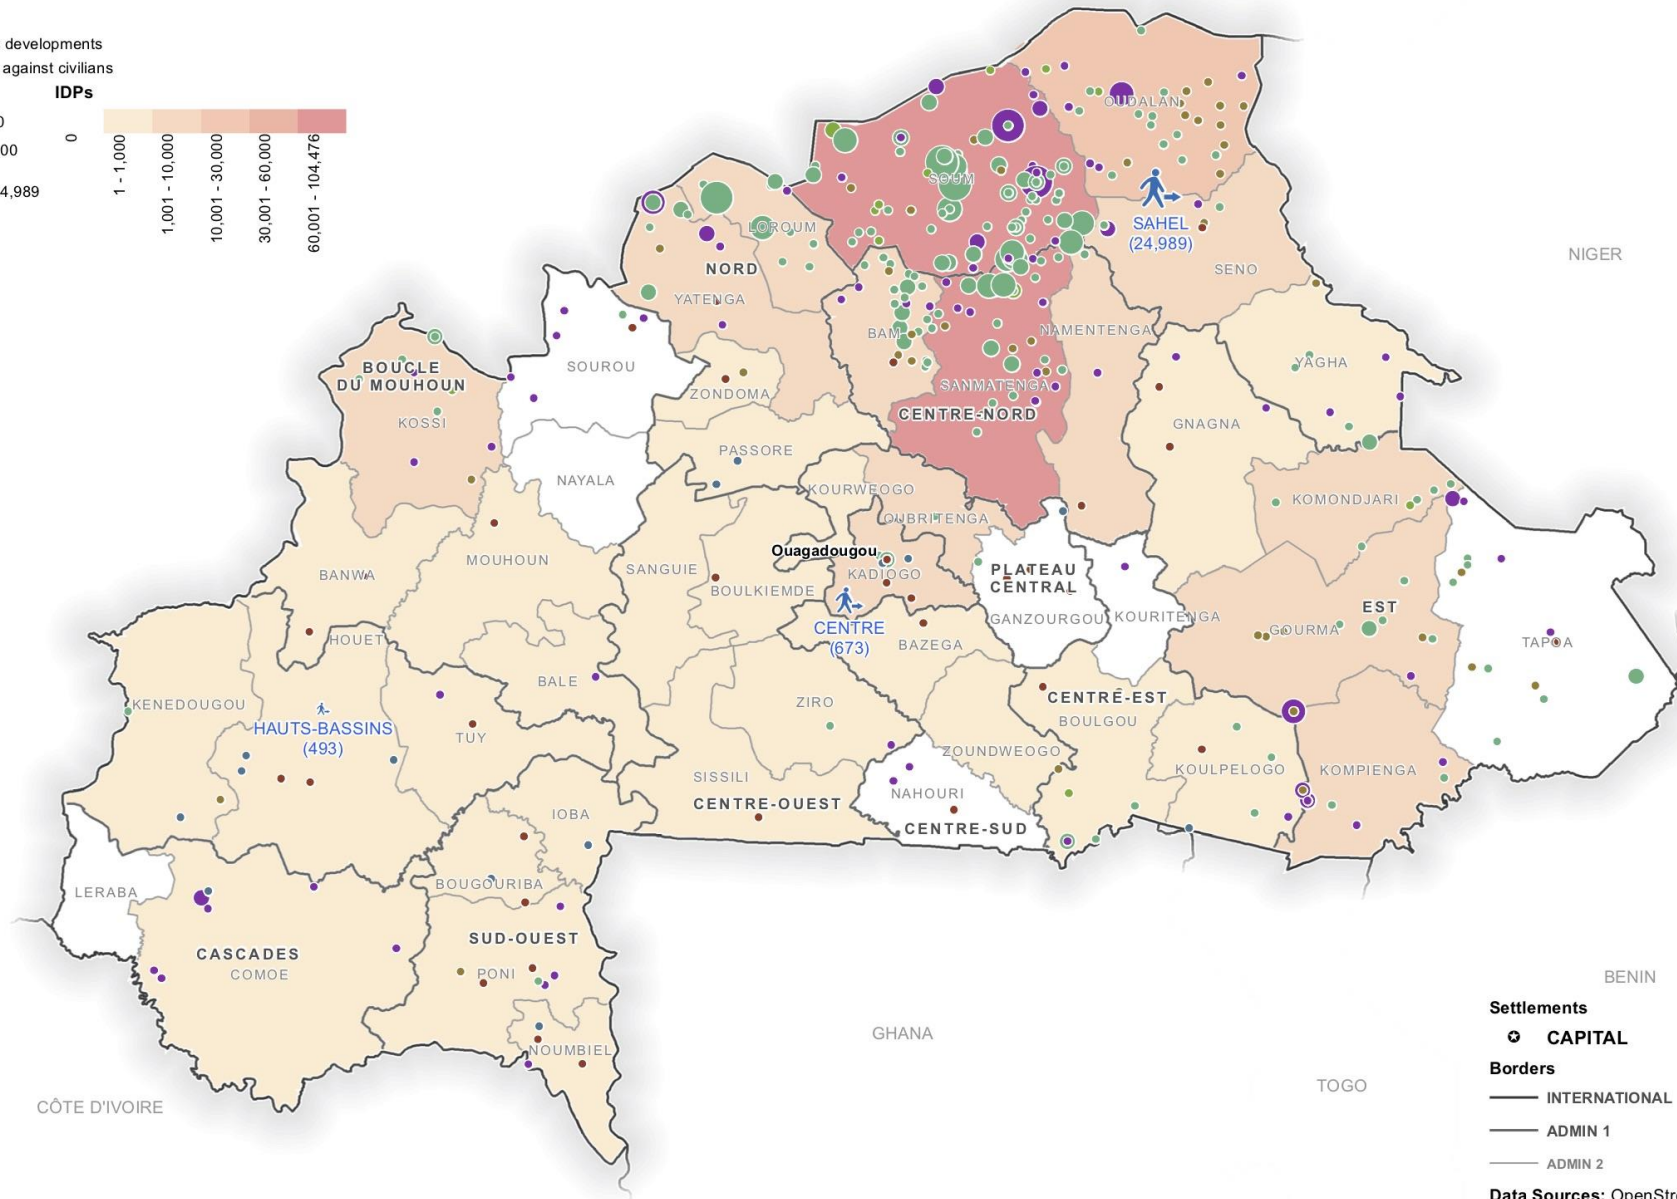 developments
against civilians
IDPs
0
00
4,989
0
1 - 1,000
1,001 - 10,000
10,001 - 30,000
30,001 - 60,000
60,001 - 104,476
OUDALAN
SOUM
SAHEL
(24,989)
NIGER
LOROUM
NORD
SENO
YATENGA
BAM
NAMENTENGA
SOUROU
YAGHA
BOUCLE
DU MOUHOUN
ZONDOMA
SANMATENGA
CENTRE-NORD
KOSSI
GNAGNA
PASSORE
NAYALA
KOURWEOGO
KOMONDJARI
OUBRITENGA
Ouagadougou
MOUHOUN
SANGUIE
BANWA
KADIOGO
PLATEAU
CENTRAL
BOULKIEMDE
EST
GANZOURGOU
KOURITENGA
CENTRE
(673)
GOURMA
HOUET
BAZEGA
TAPOA
BALE
CENTRE-EST
KENEDOUGOU
ZIRO
BOULGOU
HAUTS-BASSINS
(493)
TUY
ZOUNDWEOGO
SISSILI
KOULPELOGO
KOMPIENGA
CENTRE-OUEST
NAHOURI
IOBA
CENTRE-SUD
BOUGOURIBA
LERABA
SUD-OUEST
CASCADES
COMOE
PONI
BENIN
Settlements
CAPITAL
GHANA
NOUMBIEL
Borders
TOGO
INTERNATIONAL
CÔTE D'IVOIRE
ADMIN 1
ADMIN 2
Data Sources: OpenStr